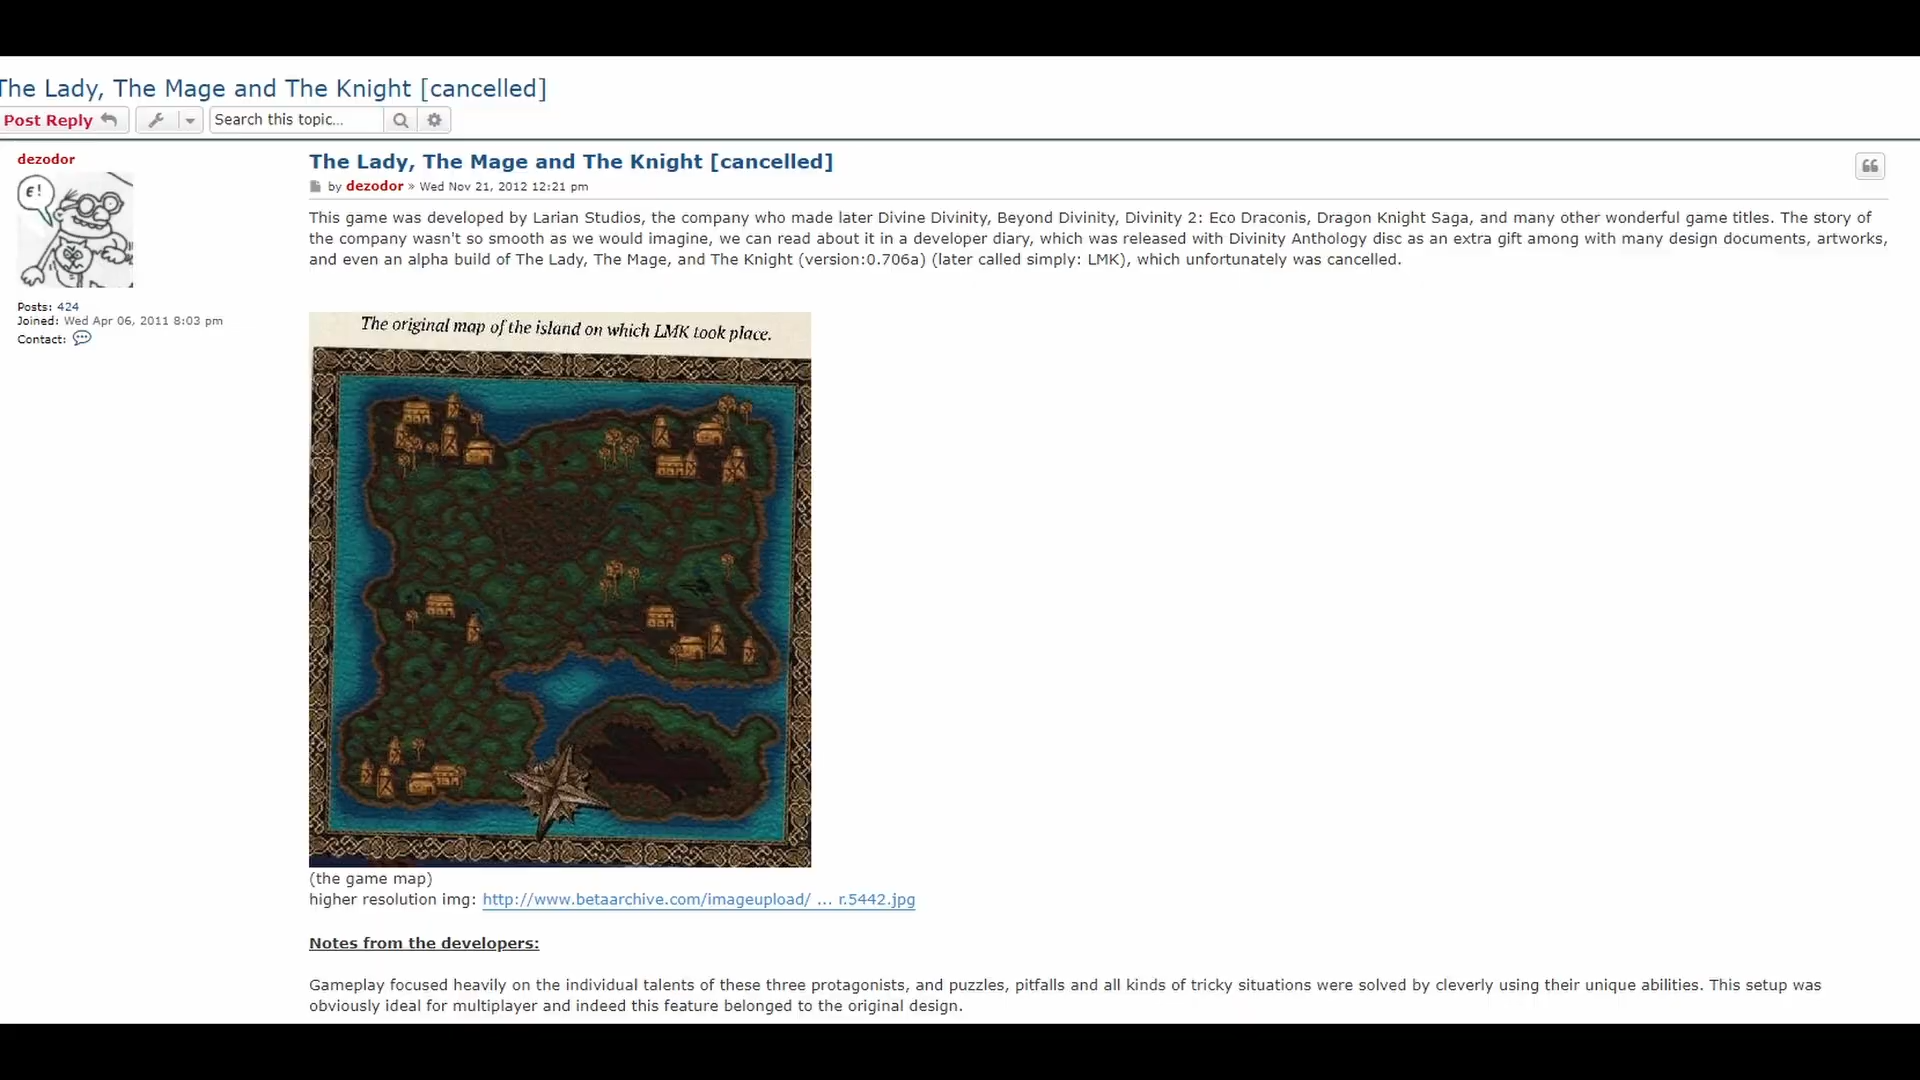 The Lady, The Mage and The Knight [cancelled]
Post Reply
Search this topic...
dezodor
E!
Posts: 424
Joined: Wed Apr 06, 2011 8:03 pm
Contact:
The Lady, The Mage and The Knight [cancelled]
by dezodor » Wed Nov 21, 2012 12:21 pm
This game was developed by Larian Studios, the company who made later Divine Divinity, Beyond Divinity, Divinity 2: Eco Draconis, Dragon Knight Saga, and many other wonderful game titles. The story of
the company wasn't so smooth as we would imagine, we can read about it in a developer diary, which was released with Divinity Anthology disc as an extra gift among with many design documents, artworks,
and even an alpha build of The Lady, The Mage, and The Knight (version:0.706a) (later called simply: LMK), which unfortunately was cancelled.
The original map of the island on which LMK took place.
(the game map)
higher resolution img: http://www.betaarchive.com/imageupload/ ... r.5442.jpg
Notes from the developers:
Gameplay focused heavily on the individual talents of these three protagonists, and puzzles, pitfalls and all kinds of tricky situations were solved by cleverly using their unique abilities. This setup was
obviously ideal for multiplayer and indeed this feature belonged to the original design.